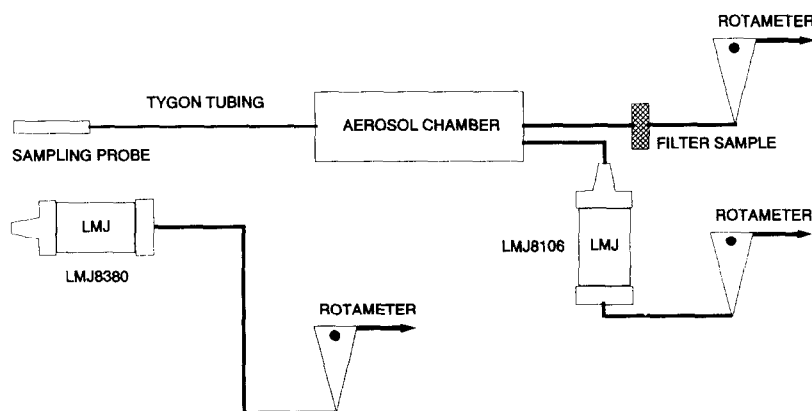 ROTAMETER
TYGON TUBING
AEROSOL CHAMBER
SAMPLING PROBE
FILTER SAMPLE
ROTAMETER
LMJ
LMJ8106
LMJ
LMJ8380
ROTAMETER